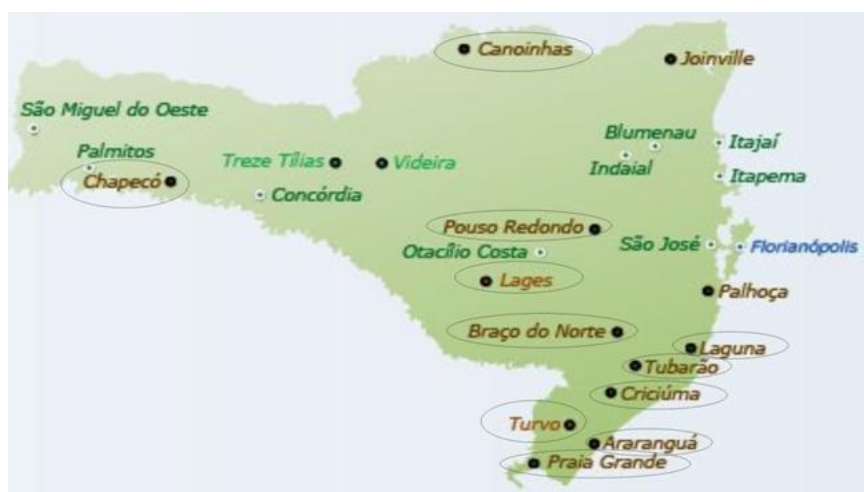 Canoinhas
Joinville
São Miguel do Oeste
Blumenau
Itajaí
Palmitos
Treze Tílias
Videira
Indaial
Chapecó
Itapema
Concórdia
Pouso Redondo
São José
Florianópolis
Otacílio Costa
Lages
Palhoça
Braço do Norte
Laguna
Tubarão
Criciúma
Turvo
Araranguá
Praia Grande